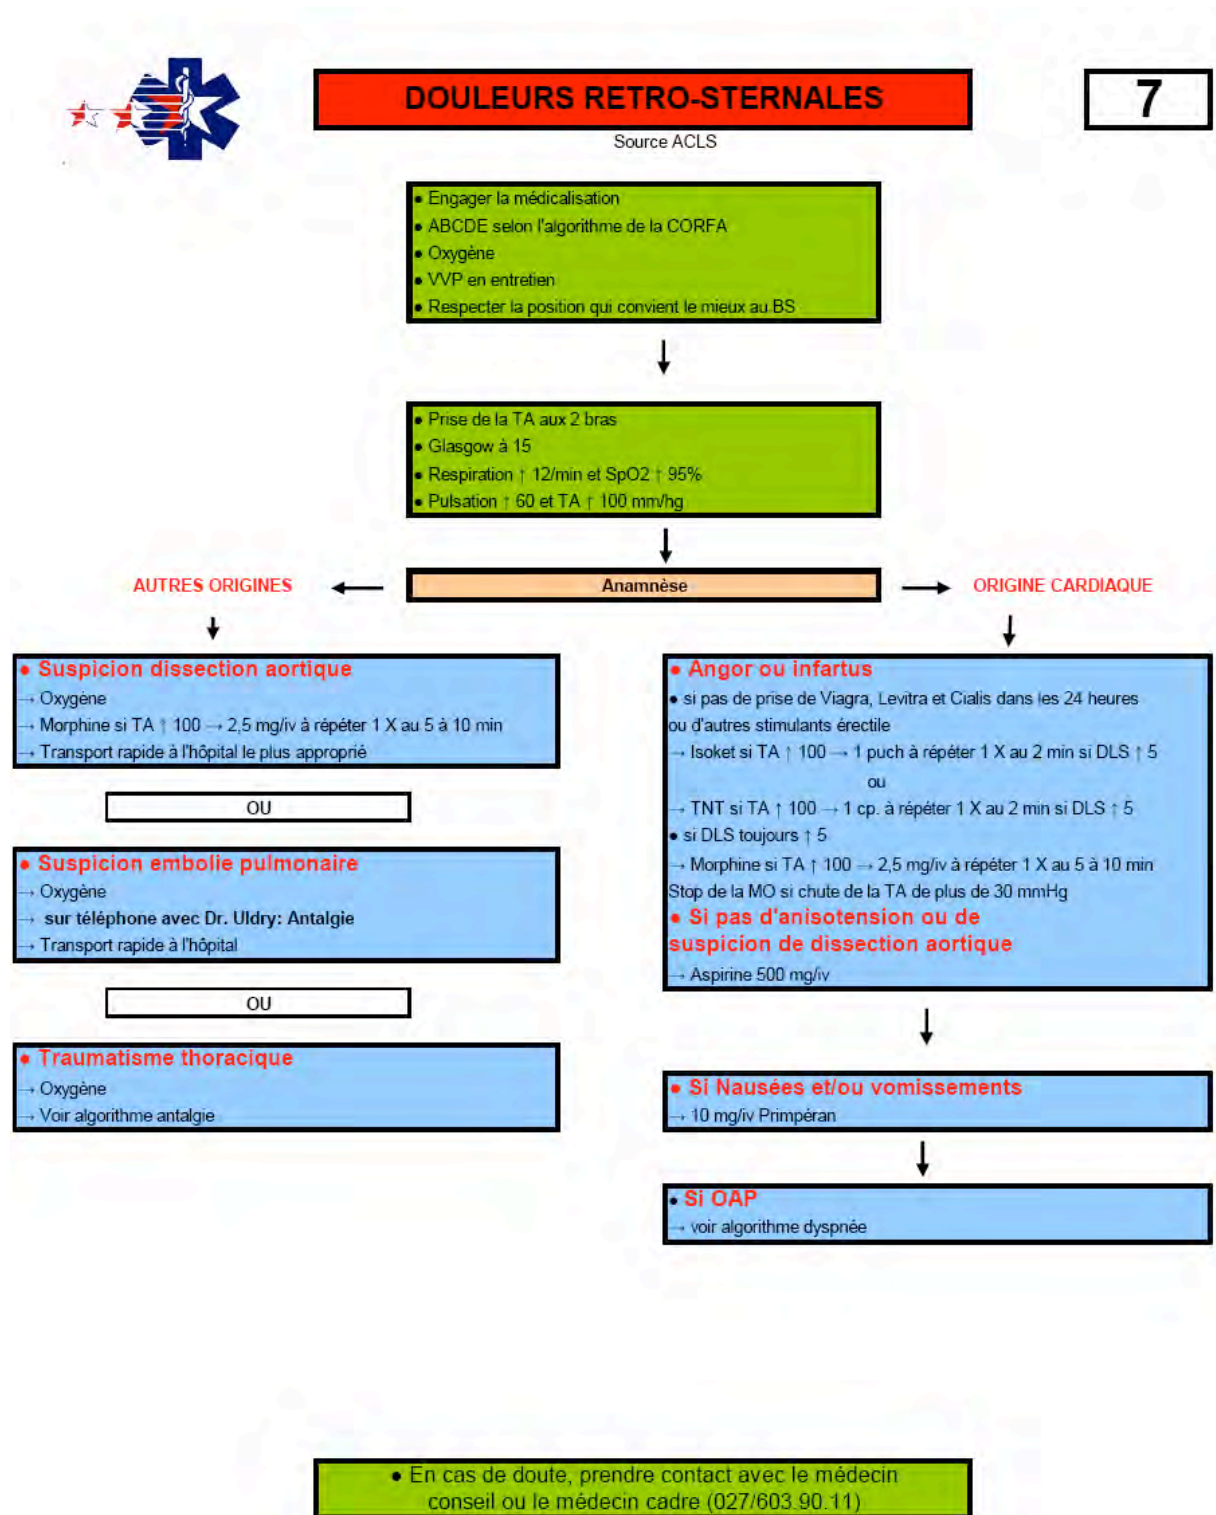 DOULEURS RETRO-STERNALES
7
Source ACLS
● Engager la médicalisation
● ABCDE selon l'algorithme de la CORFA
● Oxygène
● VVP en entretien
● Respecter la position qui convient le mieux au BS
● Prise de la TA aux 2 bras
● Glasgow à 15
● Respiration ↑ 12/min et SpO2 ↑ 95%
● Pulsation ↑ 60 et TA ↑ 100 mm/hg
AUTRES ORIGINES
Anamnèse
ORIGINE CARDIAQUE
● Suspicion dissection aortique
→ Oxygène
→ Morphine si TA ↑ 100 → 2,5 mg/iv à répéter 1 X au 5 à 10 min
→ Transport rapide à l'hôpital le plus approprié
OU
● Suspicion embolie pulmonaire
→ Oxygène
→ sur téléphone avec Dr. Uldry: Antalgie
→ Transport rapide à l'hôpital
OU
● Traumatisme thoracique
→ Oxygène
→ Voir algorithme antalgie
● Angor ou infartus
● si pas de prise de Viagra, Levitra et Cialis dans les 24 heures
ou d'autres stimulants érectile
→ Isoket si TA ↑ 100 → 1 puch à répéter 1 X au 2 min si DLS ↑ 5
ou
→ TNT si TA ↑ 100 → 1 cp. à répéter 1 X au 2 min si DLS ↑ 5
● si DLS toujours ↑ 5
→ Morphine si TA ↑ 100 → 2,5 mg/iv à répéter 1 X au 5 à 10 min
Stop de la MO si chute de la TA de plus de 30 mmHg
● Si pas d'anisotension ou de
suspicion de dissection aortique
→ Aspirine 500 mg/iv
● Si Nausées et/ou vomissements
→ 10 mg/iv Primpéran
● Si OAP
→ voir algorithme dyspnée
● En cas de doute, prendre contact avec le médecin
conseil ou le médecin cadre (027/603.90.11)